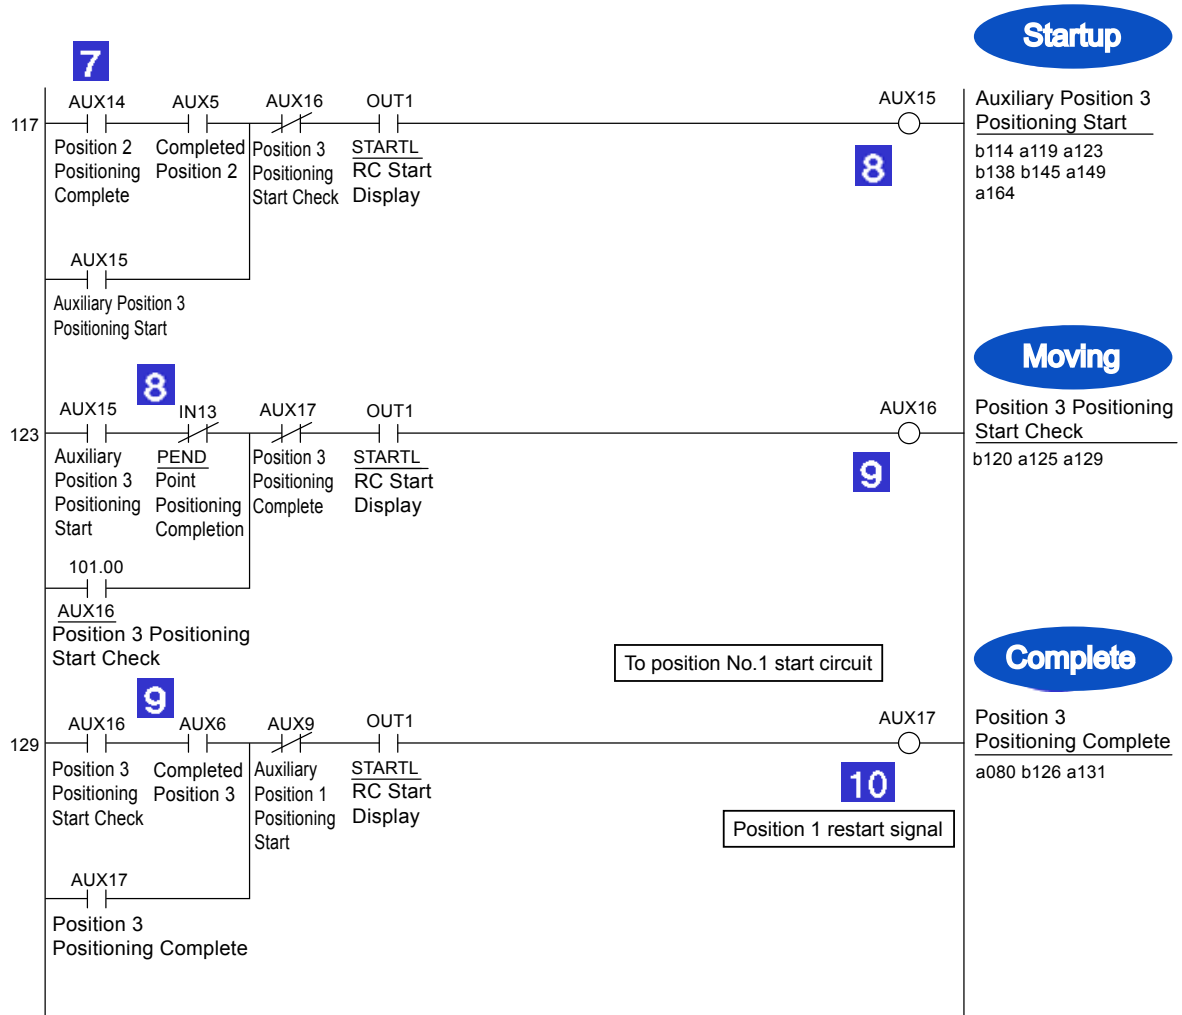 Startup
7
AUX14 AUX5 AUX16 OUT1 AUX15
117
Position 2
Positioning
Complete
Completed
Position 2
Position 3
Positioning
Start Check
STARTL
RC Start
Display
8
Auxiliary Position 3
Positioning Start
b114 a119 a123
b138 b145 a149
a164
AUX15
Auxiliary Position 3
Positioning Start
Moving
8
AUX15 IN13 AUX17 OUT1 AUX16
123
Auxiliary
Position 3
Positioning
Start
PEND
Point
Positioning
Completion
Position 3
Positioning
Complete
STARTL
RC Start
Display
9
Position 3 Positioning
Start Check
b120 a125 a129
101.00
AUX16
Position 3 Positioning
Start Check
To position No.1 start circuit
Complete
9
AUX16 AUX6 AUX9 OUT1 AUX17
129
Position 3
Positioning
Start Check
Completed
Position 3
Auxiliary
Position 1
Positioning
Start
STARTL
RC Start
Display
10
Position 1 restart signal
Position 3
Positioning Complete
a080 b126 a131
AUX17
Position 3
Positioning Complete